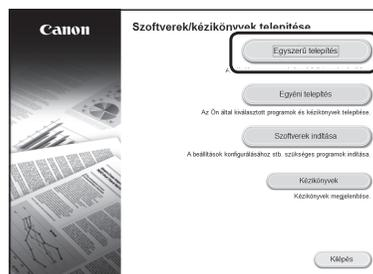 Canon
Szoftverek/kézikönyvek telepítése
Egyszerű telepítés
Egyéni telepítés
Az Ön által kiválasztott programok és kézikönyvek telepítése.
Szoftverek indítása
A beállítások konfigurálásához stb. szükséges programok indítása.
Kézikönyvek
Kézikönyvek megjelenítése.
Kilépés